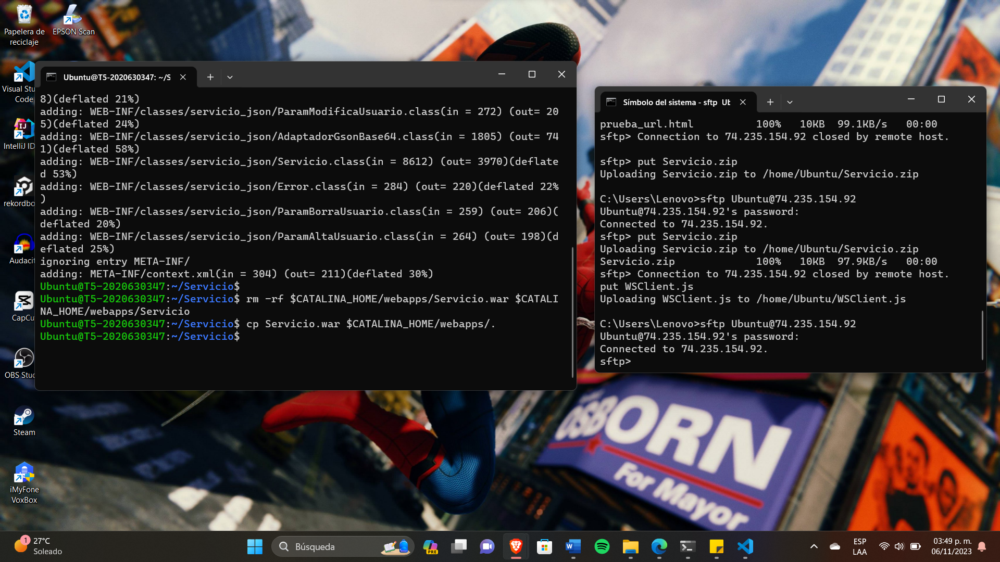 Papelera de
reciclaje
EPSON Scan
Visual Stu
Code
IntelliJ ID
rekordbo
Audacit
CapCu
OBS Stud
Steam
iMyFone
VoxBox
Ubuntu@T5-2020630347: ~/S
8)(deflated 21%)
adding: WEB-INF/classes/servicio_json/ParamModificaUsuario.class(in = 272) (out= 20
5)(deflated 24%)
adding: WEB-INF/classes/servicio_json/AdaptadorGsonBase64.class(in = 1805) (out= 74
1)(deflated 58%)
adding: WEB-INF/classes/servicio_json/Servicio.class(in = 8612) (out= 3970)(deflate
d 53%)
adding: WEB-INF/classes/servicio_json/Error.class(in = 284) (out= 220)(deflated 22%
)
adding: WEB-INF/classes/servicio_json/ParamBorraUsuario.class(in = 259) (out= 206)(
deflated 20%)
adding: WEB-INF/classes/servicio_json/ParamAltaUsuario.class(in = 264) (out= 198)(d
eflated 25%)
ignoring entry META-INF/
adding: META-INF/context.xml(in = 304) (out= 211)(deflated 30%)
Ubuntu@T5-2020630347:~/Servicio$
Ubuntu@T5-2020630347:~/Servicio$ rm -rf $CATALINA_HOME/webapps/Servicio.war $CATALI
NA_HOME/webapps/Servicio
Ubuntu@T5-2020630347:~/Servicio$ cp Servicio.war $CATALINA_HOME/webapps/.
Ubuntu@T5-2020630347:~/Servicio$
Símbolo del sistema - sftp Ub
prueba_url.html 100% 10KB 99.1KB/s 00:00
sftp> Connection to 74.235.154.92 closed by remote host.
sftp> put Servicio.zip
Uploading Servicio.zip to /home/Ubuntu/Servicio.zip
C:\Users\Lenovo>sftp Ubuntu@74.235.154.92
Ubuntu@74.235.154.92's password:
Connected to 74.235.154.92.
sftp> put Servicio.zip
Uploading Servicio.zip to /home/Ubuntu/Servicio.zip
Servicio.zip 100% 10KB 97.9KB/s 00:00
sftp> Connection to 74.235.154.92 closed by remote host.
put WSClient.js
Uploading WSClient.js to /home/Ubuntu/WSClient.js
C:\Users\Lenovo>sftp Ubuntu@74.235.154.92
Ubuntu@74.235.154.92's password:
Connected to 74.235.154.92.
sftp>
OSBORN
For Mayor
1
27°C
Soleado
Búsqueda
PRE
ESP
LAA
03:49 p. m.
06/11/2023